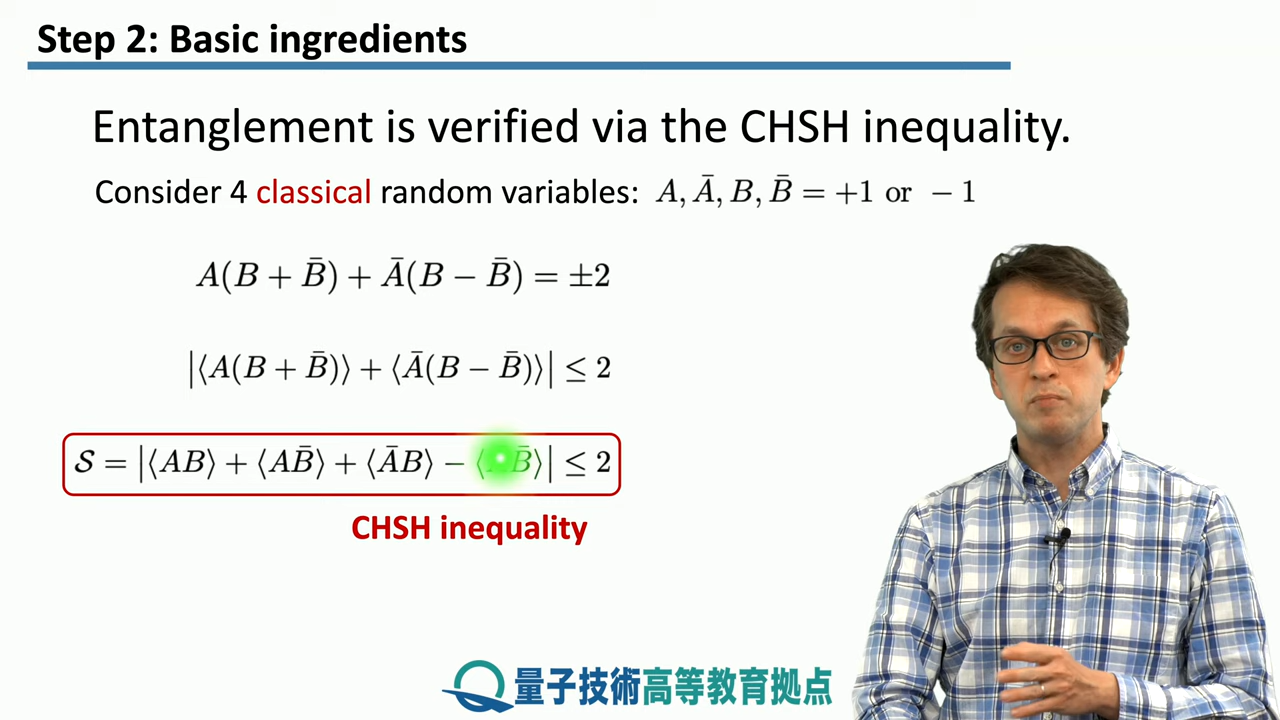 Step 2: Basic ingredients
Entanglement is verified via the CHSH inequality.
Consider 4 classical random variables: A, Ā, B, B̄ = +1 or − 1
A(B + B̄) + Ā(B − B̄) = ±2
|⟨A(B + B̄)⟩ + ⟨Ā(B − B̄)⟩| ≤ 2
𝒮 = |⟨AB⟩ + ⟨AB̄⟩ + ⟨ĀB⟩ − ⟨ B̄⟩| ≤ 2
CHSH inequality
量子技術高等教育拠点